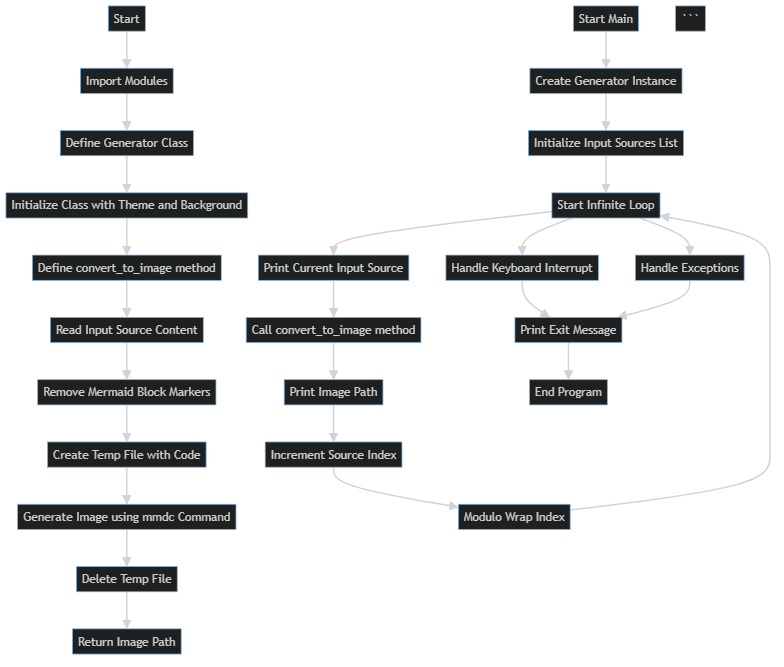 Start
Import Modules
Define Generator Class
Initialize Class with Theme and Background
Define convert_to_image method
Read Input Source Content
Remove Mermaid Block Markers
Create Temp File with Code
Generate Image using mmdc Command
Delete Temp File
Return Image Path
Start Main
```
Create Generator Instance
Initialize Input Sources List
Start Infinite Loop
Print Current Input Source
Handle Keyboard Interrupt
Handle Exceptions
Call convert_to_image method
Print Exit Message
Print Image Path
End Program
Increment Source Index
Modulo Wrap Index